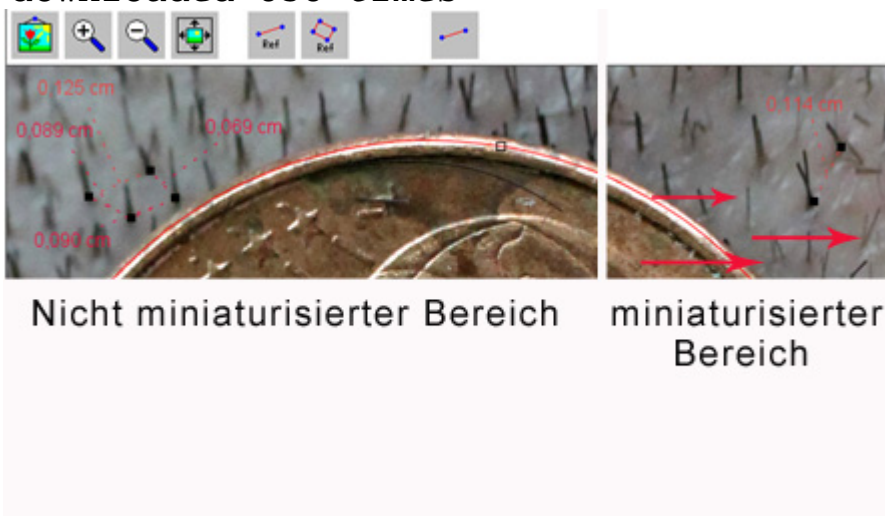 Ref
Ref
0,125 cm
0,089 cm
0,069 cm
0,114 cm
0,090 cm
Nicht miniaturisierter Bereich
miniaturisierter
Bereich